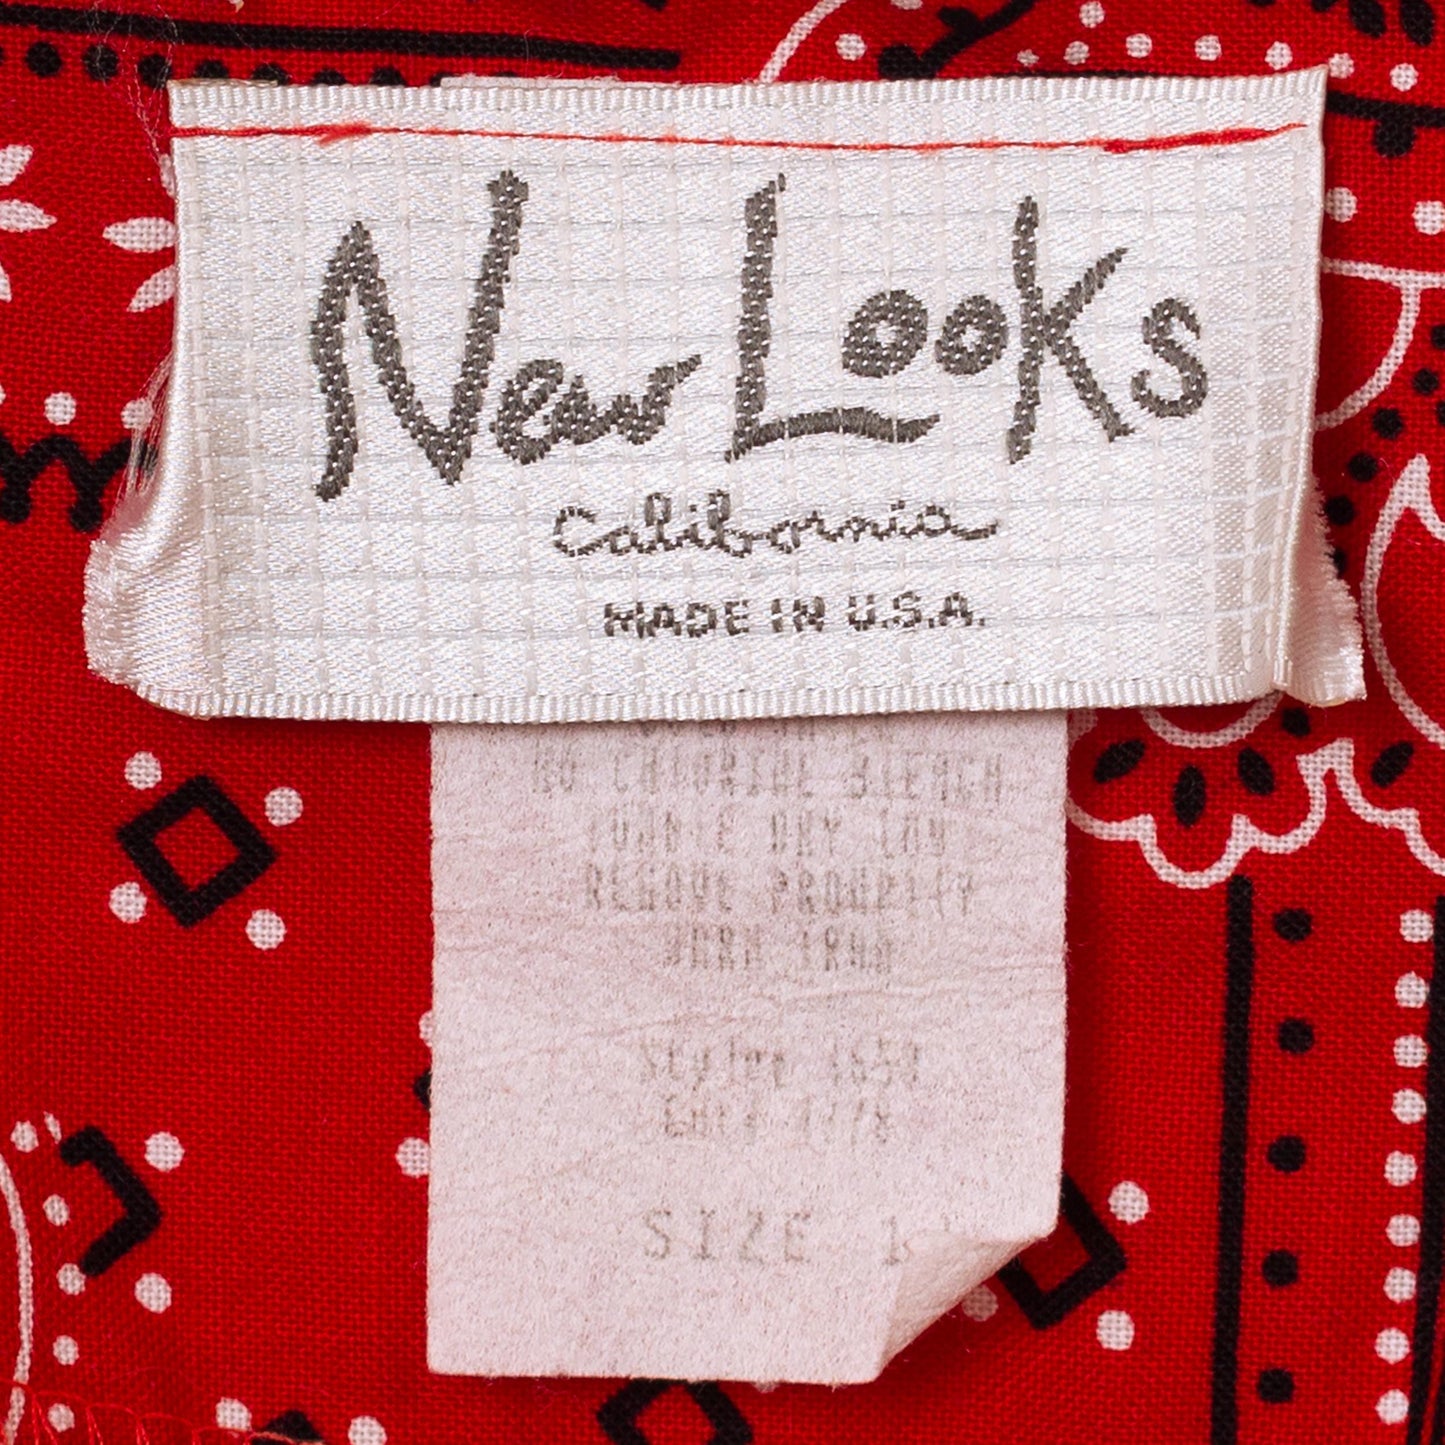 New Looks
California
MADE IN U.S.A.
NO CHLORINE BLEACH
TUMBLE DRY LOW
REMOVE PROMPTLY
WARM IRON
SIZE